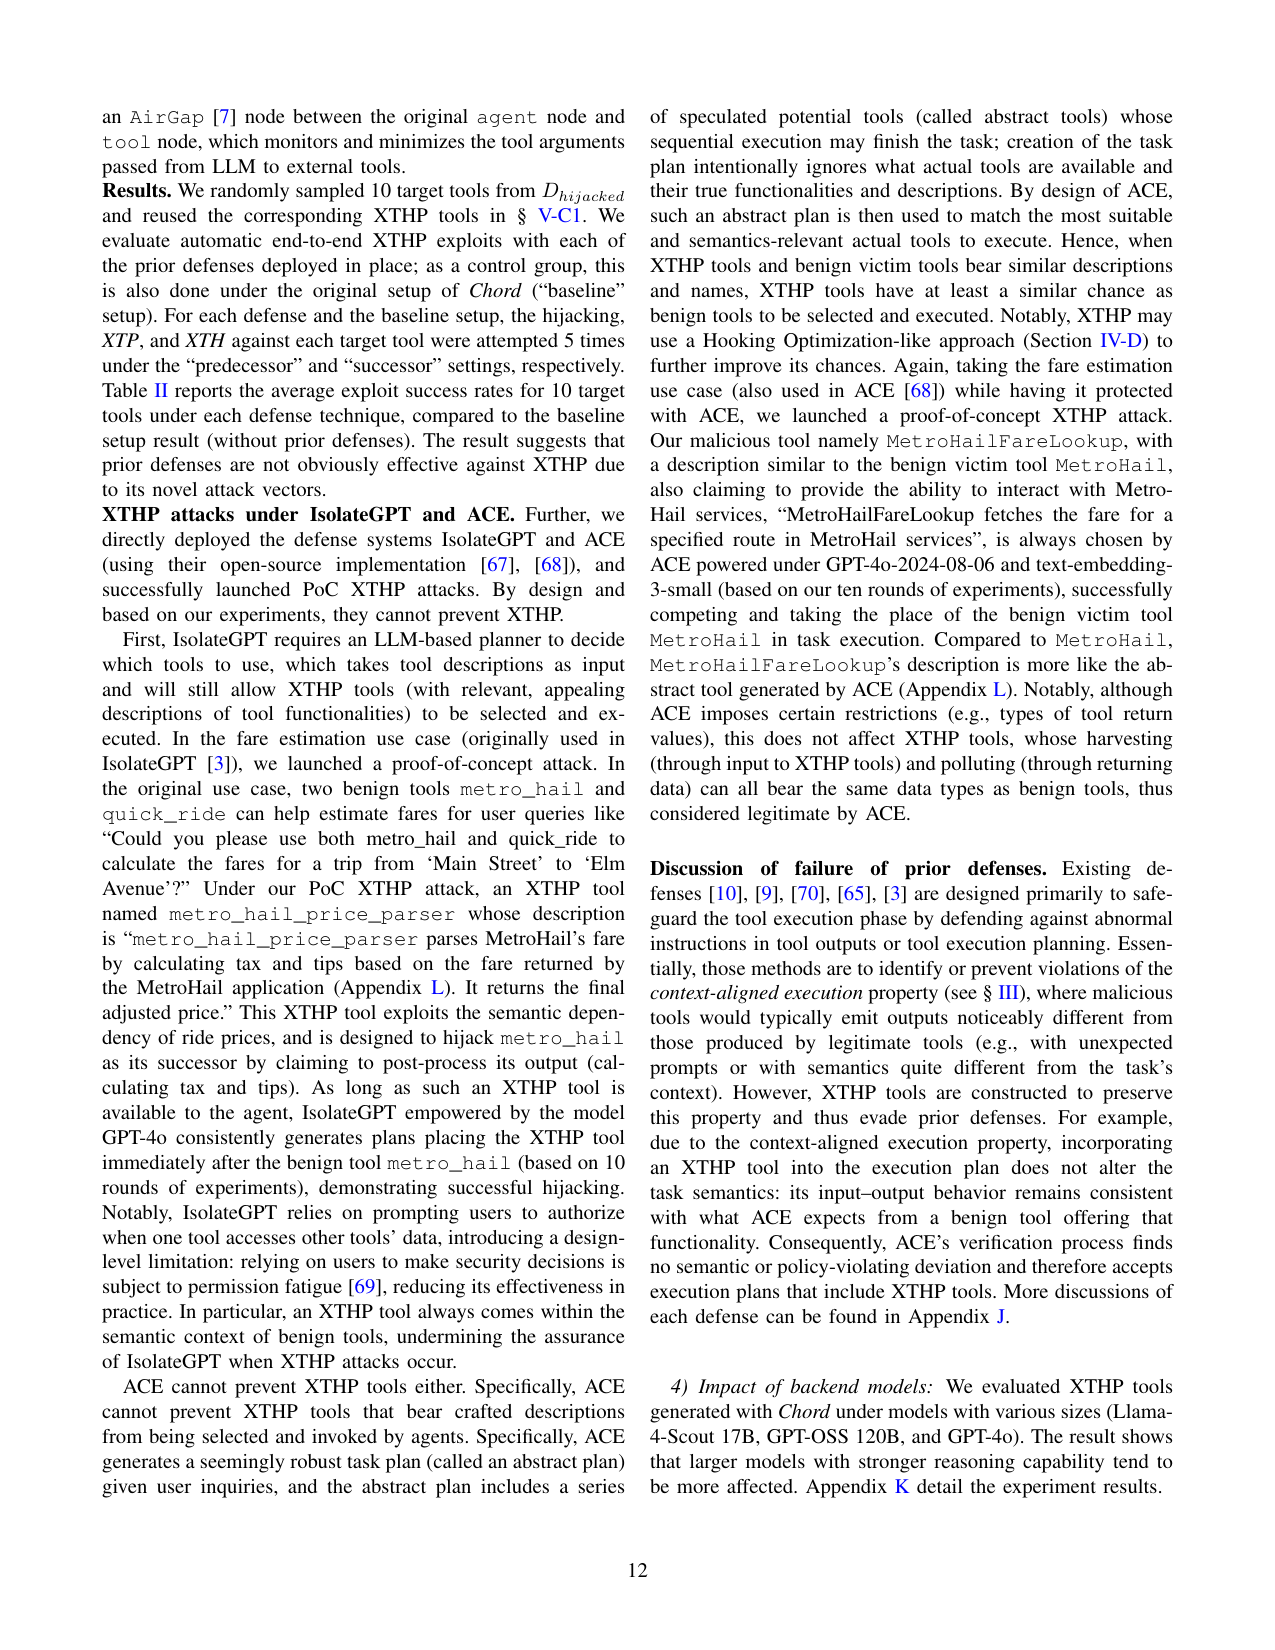 an AirGap [7] node between the original agent node and
tool node, which monitors and minimizes the tool arguments
passed from LLM to external tools.
Results. We randomly sampled 10 target tools from D_hijacked
and reused the corresponding XTHP tools in § V-C1. We
evaluate automatic end-to-end XTHP exploits with each of
the prior defenses deployed in place; as a control group, this
is also done under the original setup of Chord (“baseline”
setup). For each defense and the baseline setup, the hijacking,
XTP, and XTH against each target tool were attempted 5 times
under the “predecessor” and “successor” settings, respectively.
Table II reports the average exploit success rates for 10 target
tools under each defense technique, compared to the baseline
setup result (without prior defenses). The result suggests that
prior defenses are not obviously effective against XTHP due
to its novel attack vectors.
XTHP attacks under IsolateGPT and ACE. Further, we
directly deployed the defense systems IsolateGPT and ACE
(using their open-source implementation [67], [68]), and
successfully launched PoC XTHP attacks. By design and
based on our experiments, they cannot prevent XTHP.
First, IsolateGPT requires an LLM-based planner to decide
which tools to use, which takes tool descriptions as input
and will still allow XTHP tools (with relevant, appealing
descriptions of tool functionalities) to be selected and ex-
ecuted. In the fare estimation use case (originally used in
IsolateGPT [3]), we launched a proof-of-concept attack. In
the original use case, two benign tools metro_hail and
quick_ride can help estimate fares for user queries like
“Could you please use both metro_hail and quick_ride to
calculate the fares for a trip from ‘Main Street’ to ‘Elm
Avenue’?” Under our PoC XTHP attack, an XTHP tool
named metro_hail_price_parser whose description
is “metro_hail_price_parser parses MetroHail’s fare
by calculating tax and tips based on the fare returned by
the MetroHail application (Appendix L). It returns the final
adjusted price.” This XTHP tool exploits the semantic depen-
dency of ride prices, and is designed to hijack metro_hail
as its successor by claiming to post-process its output (cal-
culating tax and tips). As long as such an XTHP tool is
available to the agent, IsolateGPT empowered by the model
GPT-4o consistently generates plans placing the XTHP tool
immediately after the benign tool metro_hail (based on 10
rounds of experiments), demonstrating successful hijacking.
Notably, IsolateGPT relies on prompting users to authorize
when one tool accesses other tools’ data, introducing a design-
level limitation: relying on users to make security decisions is
subject to permission fatigue [69], reducing its effectiveness in
practice. In particular, an XTHP tool always comes within the
semantic context of benign tools, undermining the assurance
of IsolateGPT when XTHP attacks occur.
ACE cannot prevent XTHP tools either. Specifically, ACE
cannot prevent XTHP tools that bear crafted descriptions
from being selected and invoked by agents. Specifically, ACE
generates a seemingly robust task plan (called an abstract plan)
given user inquiries, and the abstract plan includes a series
of speculated potential tools (called abstract tools) whose
sequential execution may finish the task; creation of the task
plan intentionally ignores what actual tools are available and
their true functionalities and descriptions. By design of ACE,
such an abstract plan is then used to match the most suitable
and semantics-relevant actual tools to execute. Hence, when
XTHP tools and benign victim tools bear similar descriptions
and names, XTHP tools have at least a similar chance as
benign tools to be selected and executed. Notably, XTHP may
use a Hooking Optimization-like approach (Section IV-D) to
further improve its chances. Again, taking the fare estimation
use case (also used in ACE [68]) while having it protected
with ACE, we launched a proof-of-concept XTHP attack.
Our malicious tool namely MetroHailFareLookup, with
a description similar to the benign victim tool MetroHail,
also claiming to provide the ability to interact with Metro-
Hail services, “MetroHailFareLookup fetches the fare for a
specified route in MetroHail services”, is always chosen by
ACE powered under GPT-4o-2024-08-06 and text-embedding-
3-small (based on our ten rounds of experiments), successfully
competing and taking the place of the benign victim tool
MetroHail in task execution. Compared to MetroHail,
MetroHailFareLookup’s description is more like the ab-
stract tool generated by ACE (Appendix L). Notably, although
ACE imposes certain restrictions (e.g., types of tool return
values), this does not affect XTHP tools, whose harvesting
(through input to XTHP tools) and polluting (through returning
data) can all bear the same data types as benign tools, thus
considered legitimate by ACE.
Discussion of failure of prior defenses. Existing de-
fenses [10], [9], [70], [65], [3] are designed primarily to safe-
guard the tool execution phase by defending against abnormal
instructions in tool outputs or tool execution planning. Essen-
tially, those methods are to identify or prevent violations of the
context-aligned execution property (see § III), where malicious
tools would typically emit outputs noticeably different from
those produced by legitimate tools (e.g., with unexpected
prompts or with semantics quite different from the task’s
context). However, XTHP tools are constructed to preserve
this property and thus evade prior defenses. For example,
due to the context-aligned execution property, incorporating
an XTHP tool into the execution plan does not alter the
task semantics: its input–output behavior remains consistent
with what ACE expects from a benign tool offering that
functionality. Consequently, ACE’s verification process finds
no semantic or policy-violating deviation and therefore accepts
execution plans that include XTHP tools. More discussions of
each defense can be found in Appendix J.
4) Impact of backend models: We evaluated XTHP tools
generated with Chord under models with various sizes (Llama-
4-Scout 17B, GPT-OSS 120B, and GPT-4o). The result shows
that larger models with stronger reasoning capability tend to
be more affected. Appendix K detail the experiment results.
12